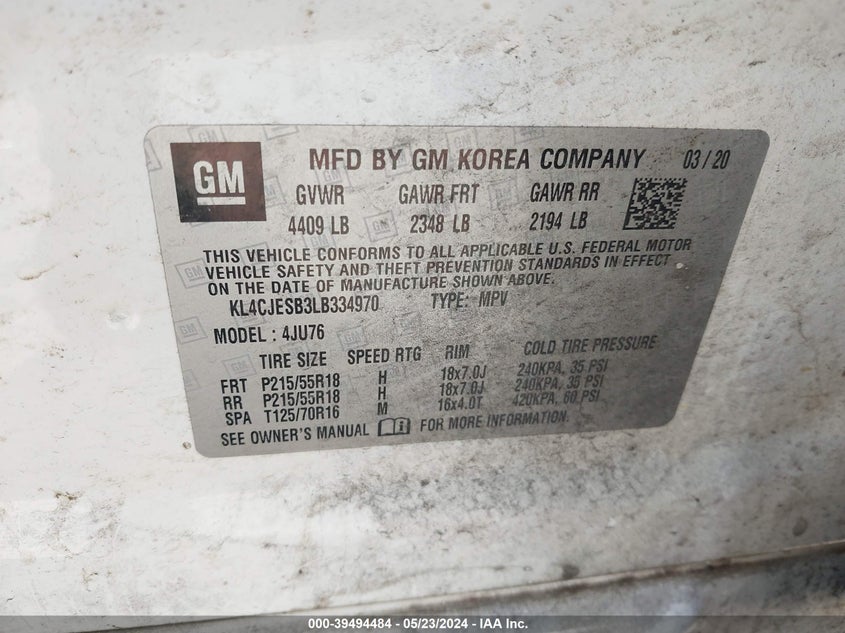 GM MFD BY GM KOREA COMPANY 03/20
GVWR GAWR FRT GAWR RR
4409 LB 2348 LB 2194 LB
THIS VEHICLE CONFORMS TO ALL APPLICABLE U.S. FEDERAL MOTOR
VEHICLE SAFETY AND THEFT PREVENTION STANDARDS IN EFFECT
ON THE DATE OF MANUFACTURE SHOWN ABOVE.
KL4CJESB3LB334970 TYPE: MPV
MODEL : 4JU76
TIRE SIZE SPEED RTG RIM COLD TIRE PRESSURE
FRT P215/55R18 H 18x7.0J 240KPA, 35 PSI
RR P215/55R18 H 18x7.0J 240KPA, 35 PSI
SPA T125/70R16 M 16x4.0T 420KPA, 60 PSI
SEE OWNER'S MANUAL FOR MORE INFORMATION.
000-39494484 - 05/23/2024 - IAA Inc.